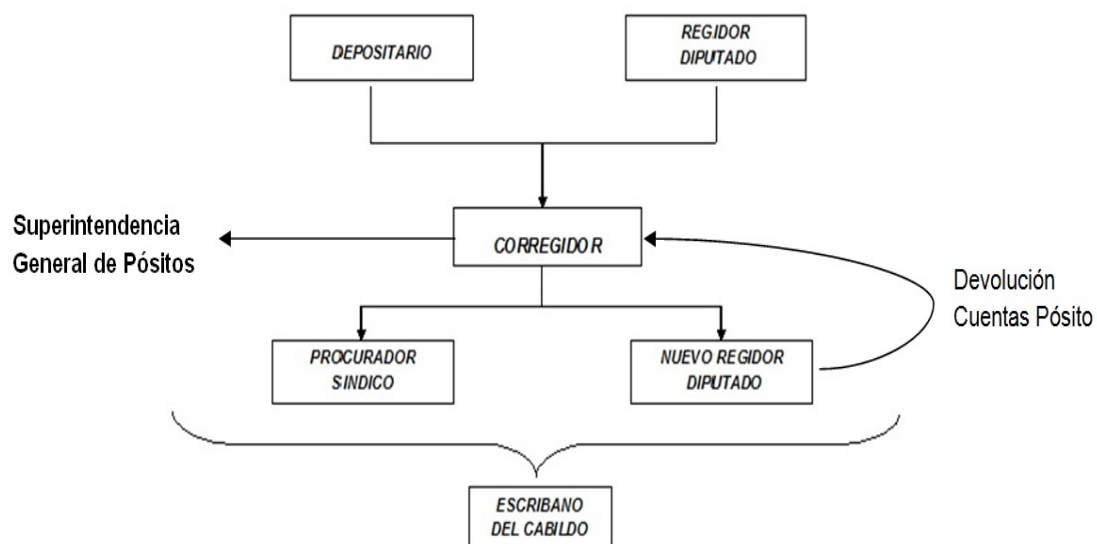 DEPOSITARIO
REGIDOR
DIPUTADO
Superintendencia
General de Pósitos
CORREGIDOR
Devolución
Cuentas Pósito
PROCURADOR
SINDICO
NUEVO REGIDOR
DIPUTADO
ESCRIBANO
DEL CABILDO